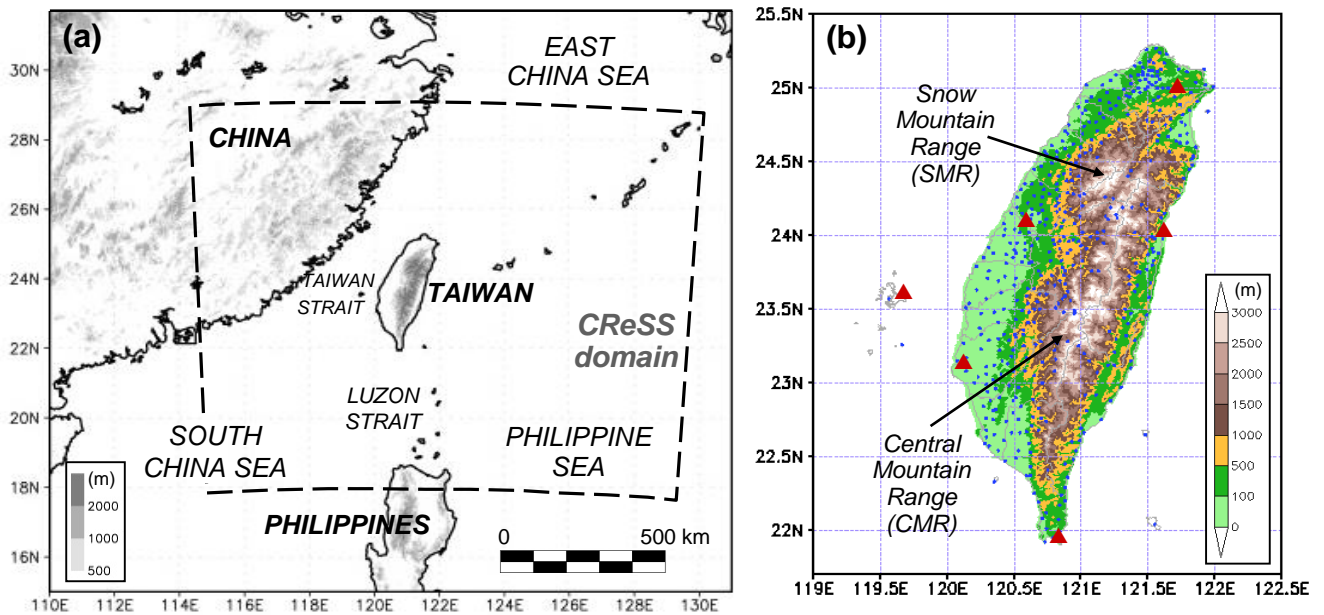 (a)
EAST
CHINA SEA
CHINA
TAIWAN
STRAIT
TAIWAN
CReSS
domain
LUZON
STRAIT
SOUTH
CHINA SEA
PHILIPPINE
SEA
PHILIPPINES
(m)
2000
1000
500
0 500 km
30N
28N
26N
24N
22N
20N
18N
16N
110E 112E 114E 116E 118E 120E 122E 124E 126E 128E 130E
(b)
Snow
Mountain
Range
(SMR)
Central
Mountain
Range
(CMR)
(m)
3000
2500
2000
1500
1000
500
100
0
25.5N
25N
24.5N
24N
23.5N
23N
22.5N
22N
119E 119.5E 120E 120.5E 121E 121.5E 122E 122.5E